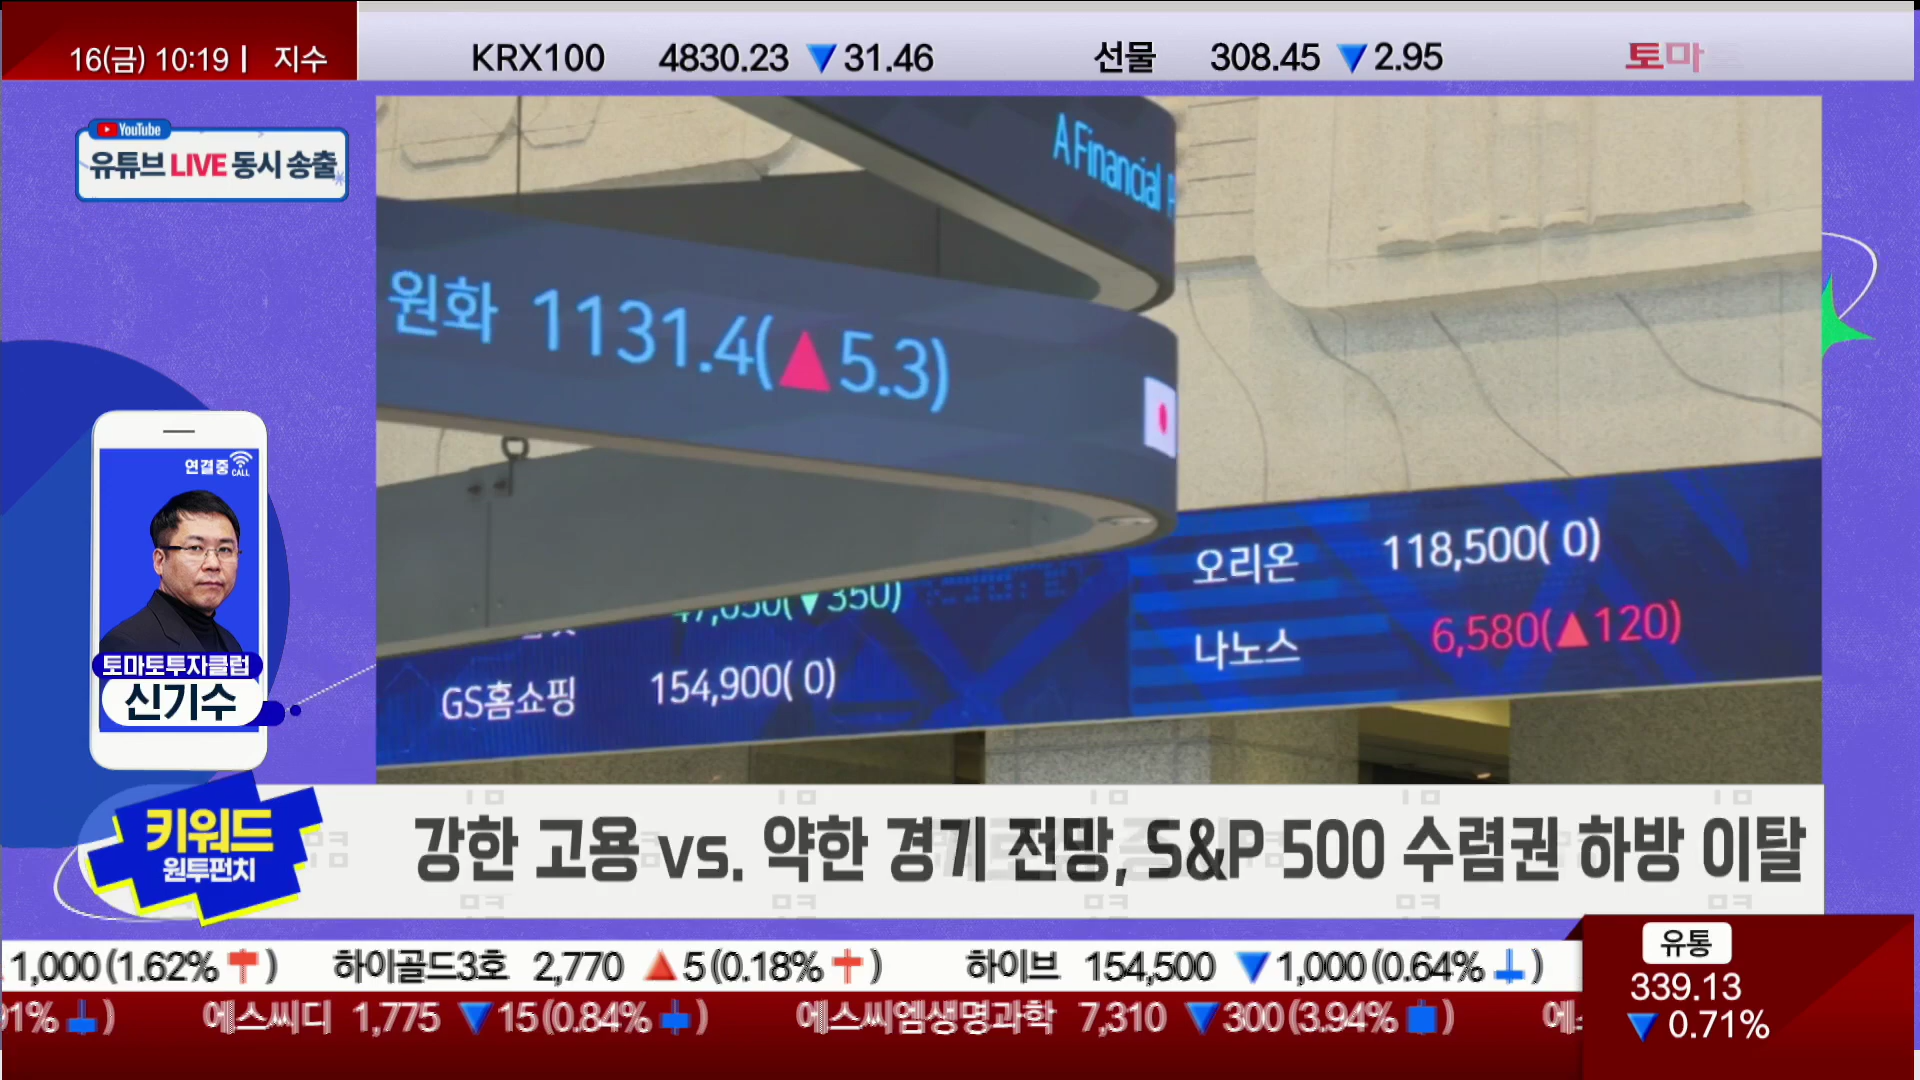 16(금) 10:19 | 지수
KRX100 4830.23 ▼31.46 선물 308.45 ▼2.95 토마
YouTube
유튜브 LIVE 동시 송출
A Financial
원화 1131.4(▲5.3)
오리온 118,500( 0)
나노스 6,580(▲120)
(▼350)
GS홈쇼핑 154,900( 0)
연결중
CALL
토마토투자클럽
신기수
키워드
원투펀치
강한 고용 vs. 약한 경기 전망, S&P 500 수렴권 하방 이탈
1,000(1.62% ) 하이골드3호 2,770 ▲5(0.18% ) 하이브 154,500 ▼1,000(0.64% )
91% ) 에스씨디 1,775 ▼15(0.84% ) 에스씨엠생명과학 7,310 ▼300(3.94% )
유통
339.13
▼0.71%